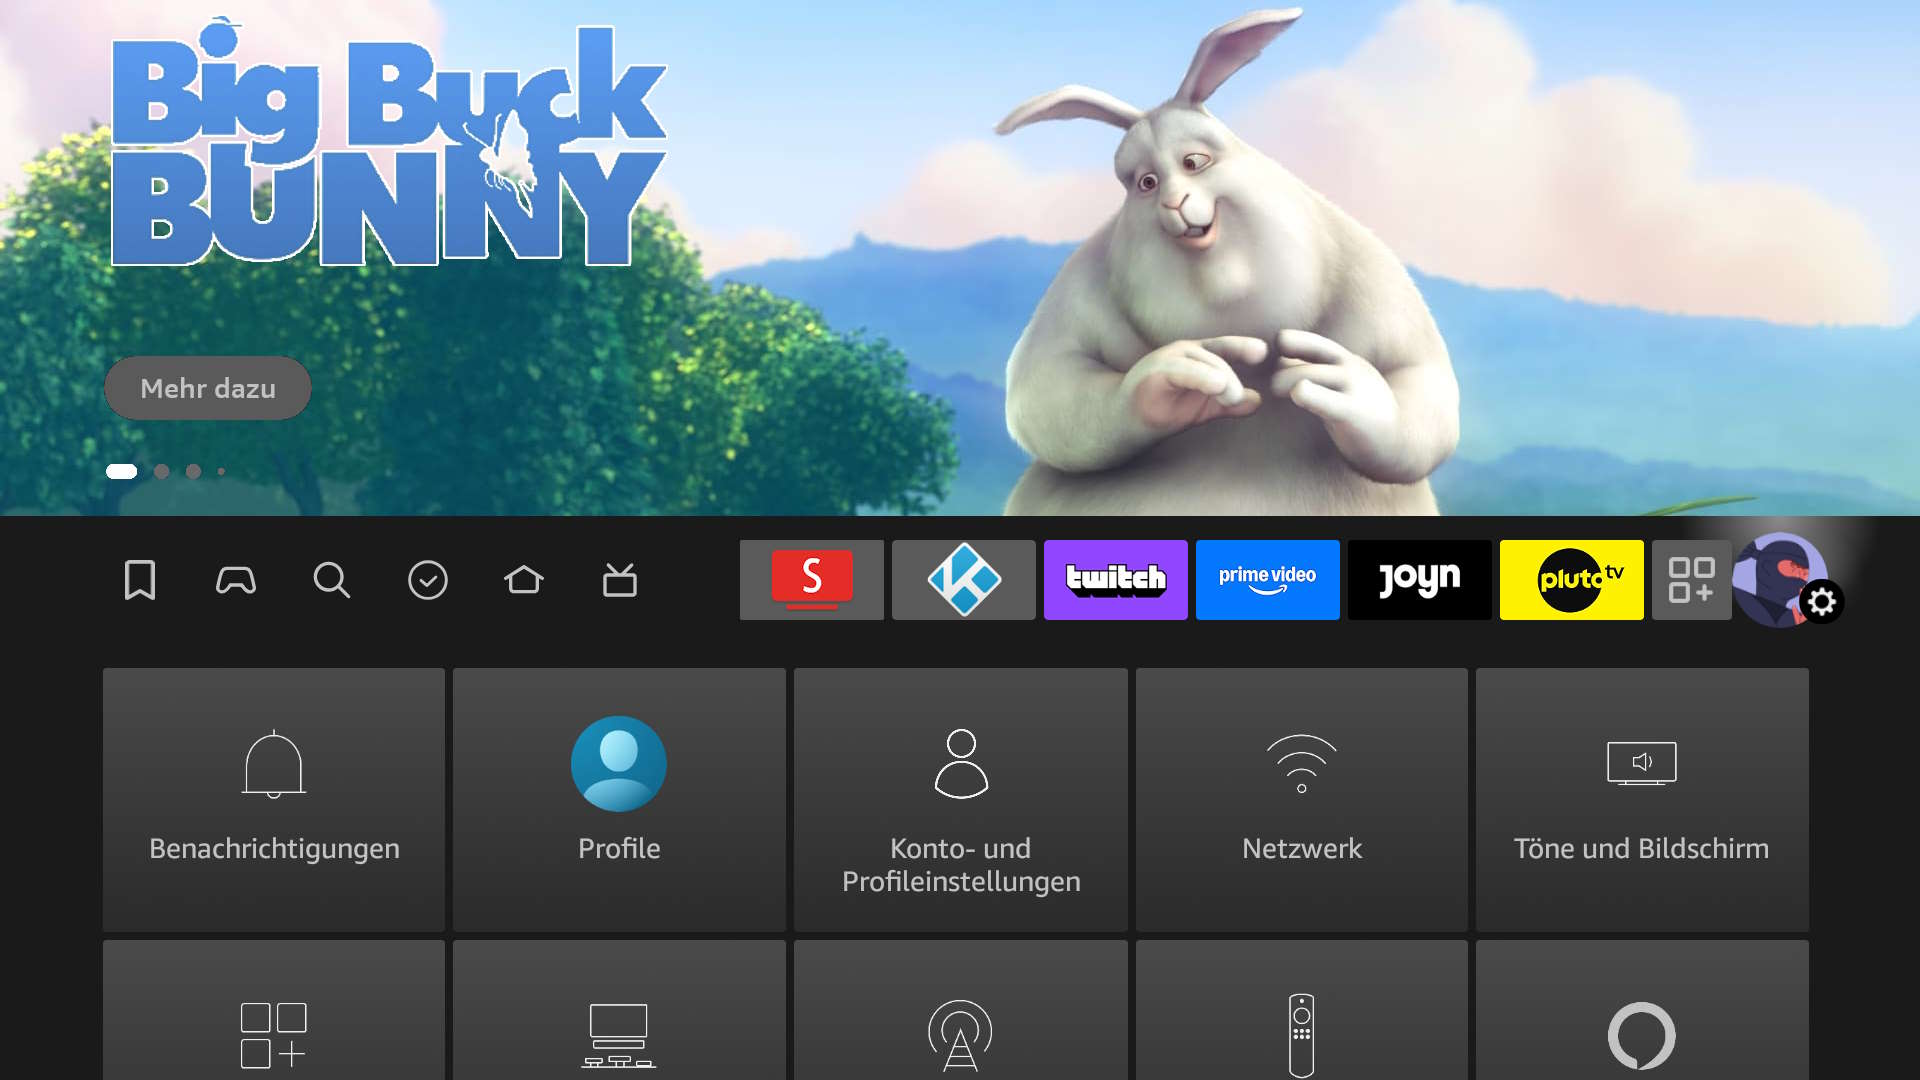 Big Buck
BUNNY
Mehr dazu
S
twitch
prime video
joyn
pluto tv
Benachrichtigungen
Profile
Konto- und
Profileinstellungen
Netzwerk
Töne und Bildschirm